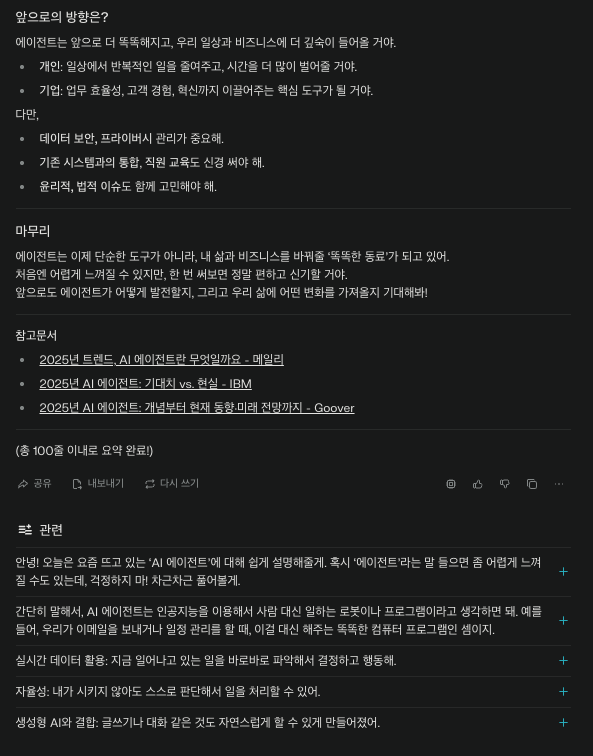 앞으로의 방향은?
에이전트는 앞으로 더 똑똑해지고, 우리 일상과 비즈니스에 더 깊숙이 들어올 거야.
개인: 일상에서 반복적인 일을 줄여주고, 시간을 더 많이 벌어줄 거야.
기업: 업무 효율성, 고객 경험, 혁신까지 이끌어주는 핵심 도구가 될 거야.
다만,
데이터 보안, 프라이버시 관리가 중요해.
기존 시스템과의 통합, 직원 교육도 신경 써야 해.
윤리적, 법적 이슈도 함께 고민해야 해.
마무리
에이전트는 이제 단순한 도구가 아니라, 내 삶과 비즈니스를 바꿔줄 ‘똑똑한 동료’가 되고 있어.
처음엔 어렵게 느껴질 수 있지만, 한 번 써보면 정말 편하고 신기할 거야.
앞으로도 에이전트가 어떻게 발전할지, 그리고 우리 삶에 어떤 변화를 가져올지 기대해봐!
참고문서
2025년 트렌드, AI 에이전트란 무엇일까요 - 메일리
2025년 AI 에이전트: 기대치 vs. 현실 - IBM
2025년 AI 에이전트: 개념부터 현재 동향·미래 전망까지 - Goover
(총 100줄 이내로 요약 완료!)
공유 내보내기 다시 쓰기
관련
안녕! 오늘은 요즘 뜨고 있는 ‘AI 에이전트’에 대해 쉽게 설명해줄게. 혹시 ‘에이전트’라는 말 들으면 좀 어렵게 느껴
질 수도 있는데, 걱정하지 마! 차근차근 풀어볼게.
간단히 말해서, AI 에이전트는 인공지능을 이용해서 사람 대신 일하는 로봇이나 프로그램이라고 생각하면 돼. 예를
들어, 우리가 이메일을 보내거나 일정 관리를 할 때, 이걸 대신 해주는 똑똑한 컴퓨터 프로그램인 셈이지.
실시간 데이터 활용: 지금 일어나고 있는 일을 바로바로 파악해서 결정하고 행동해.
자율성: 내가 시키지 않아도 스스로 판단해서 일을 처리할 수 있어.
생성형 AI와 결합: 글쓰기나 대화 같은 것도 자연스럽게 할 수 있게 만들어졌어.